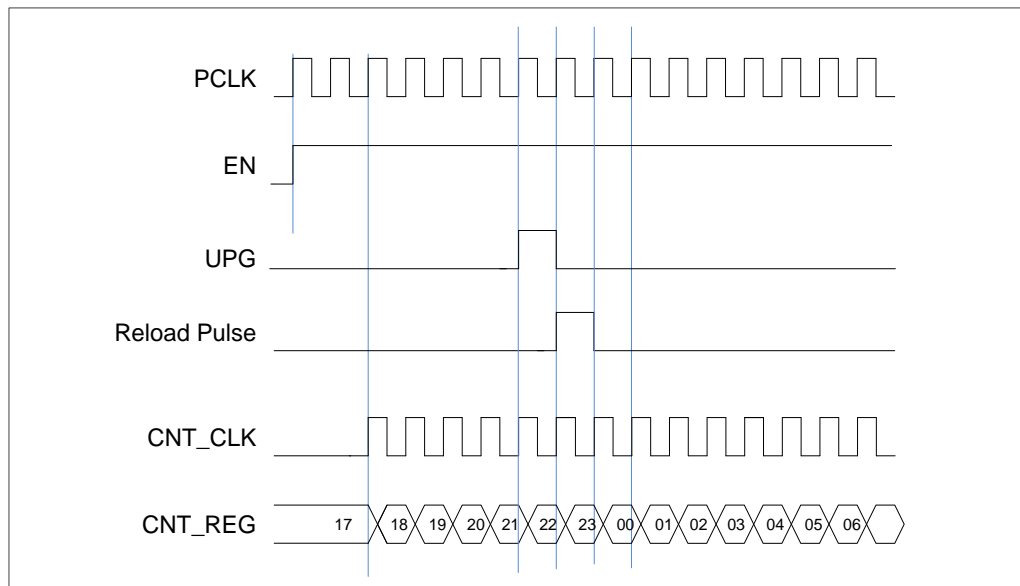 PCLK
EN
UPG
Reload Pulse
CNT_CLK
CNT_REG 17 18 19 20 21 22 23 00 01 02 03 04 05 06